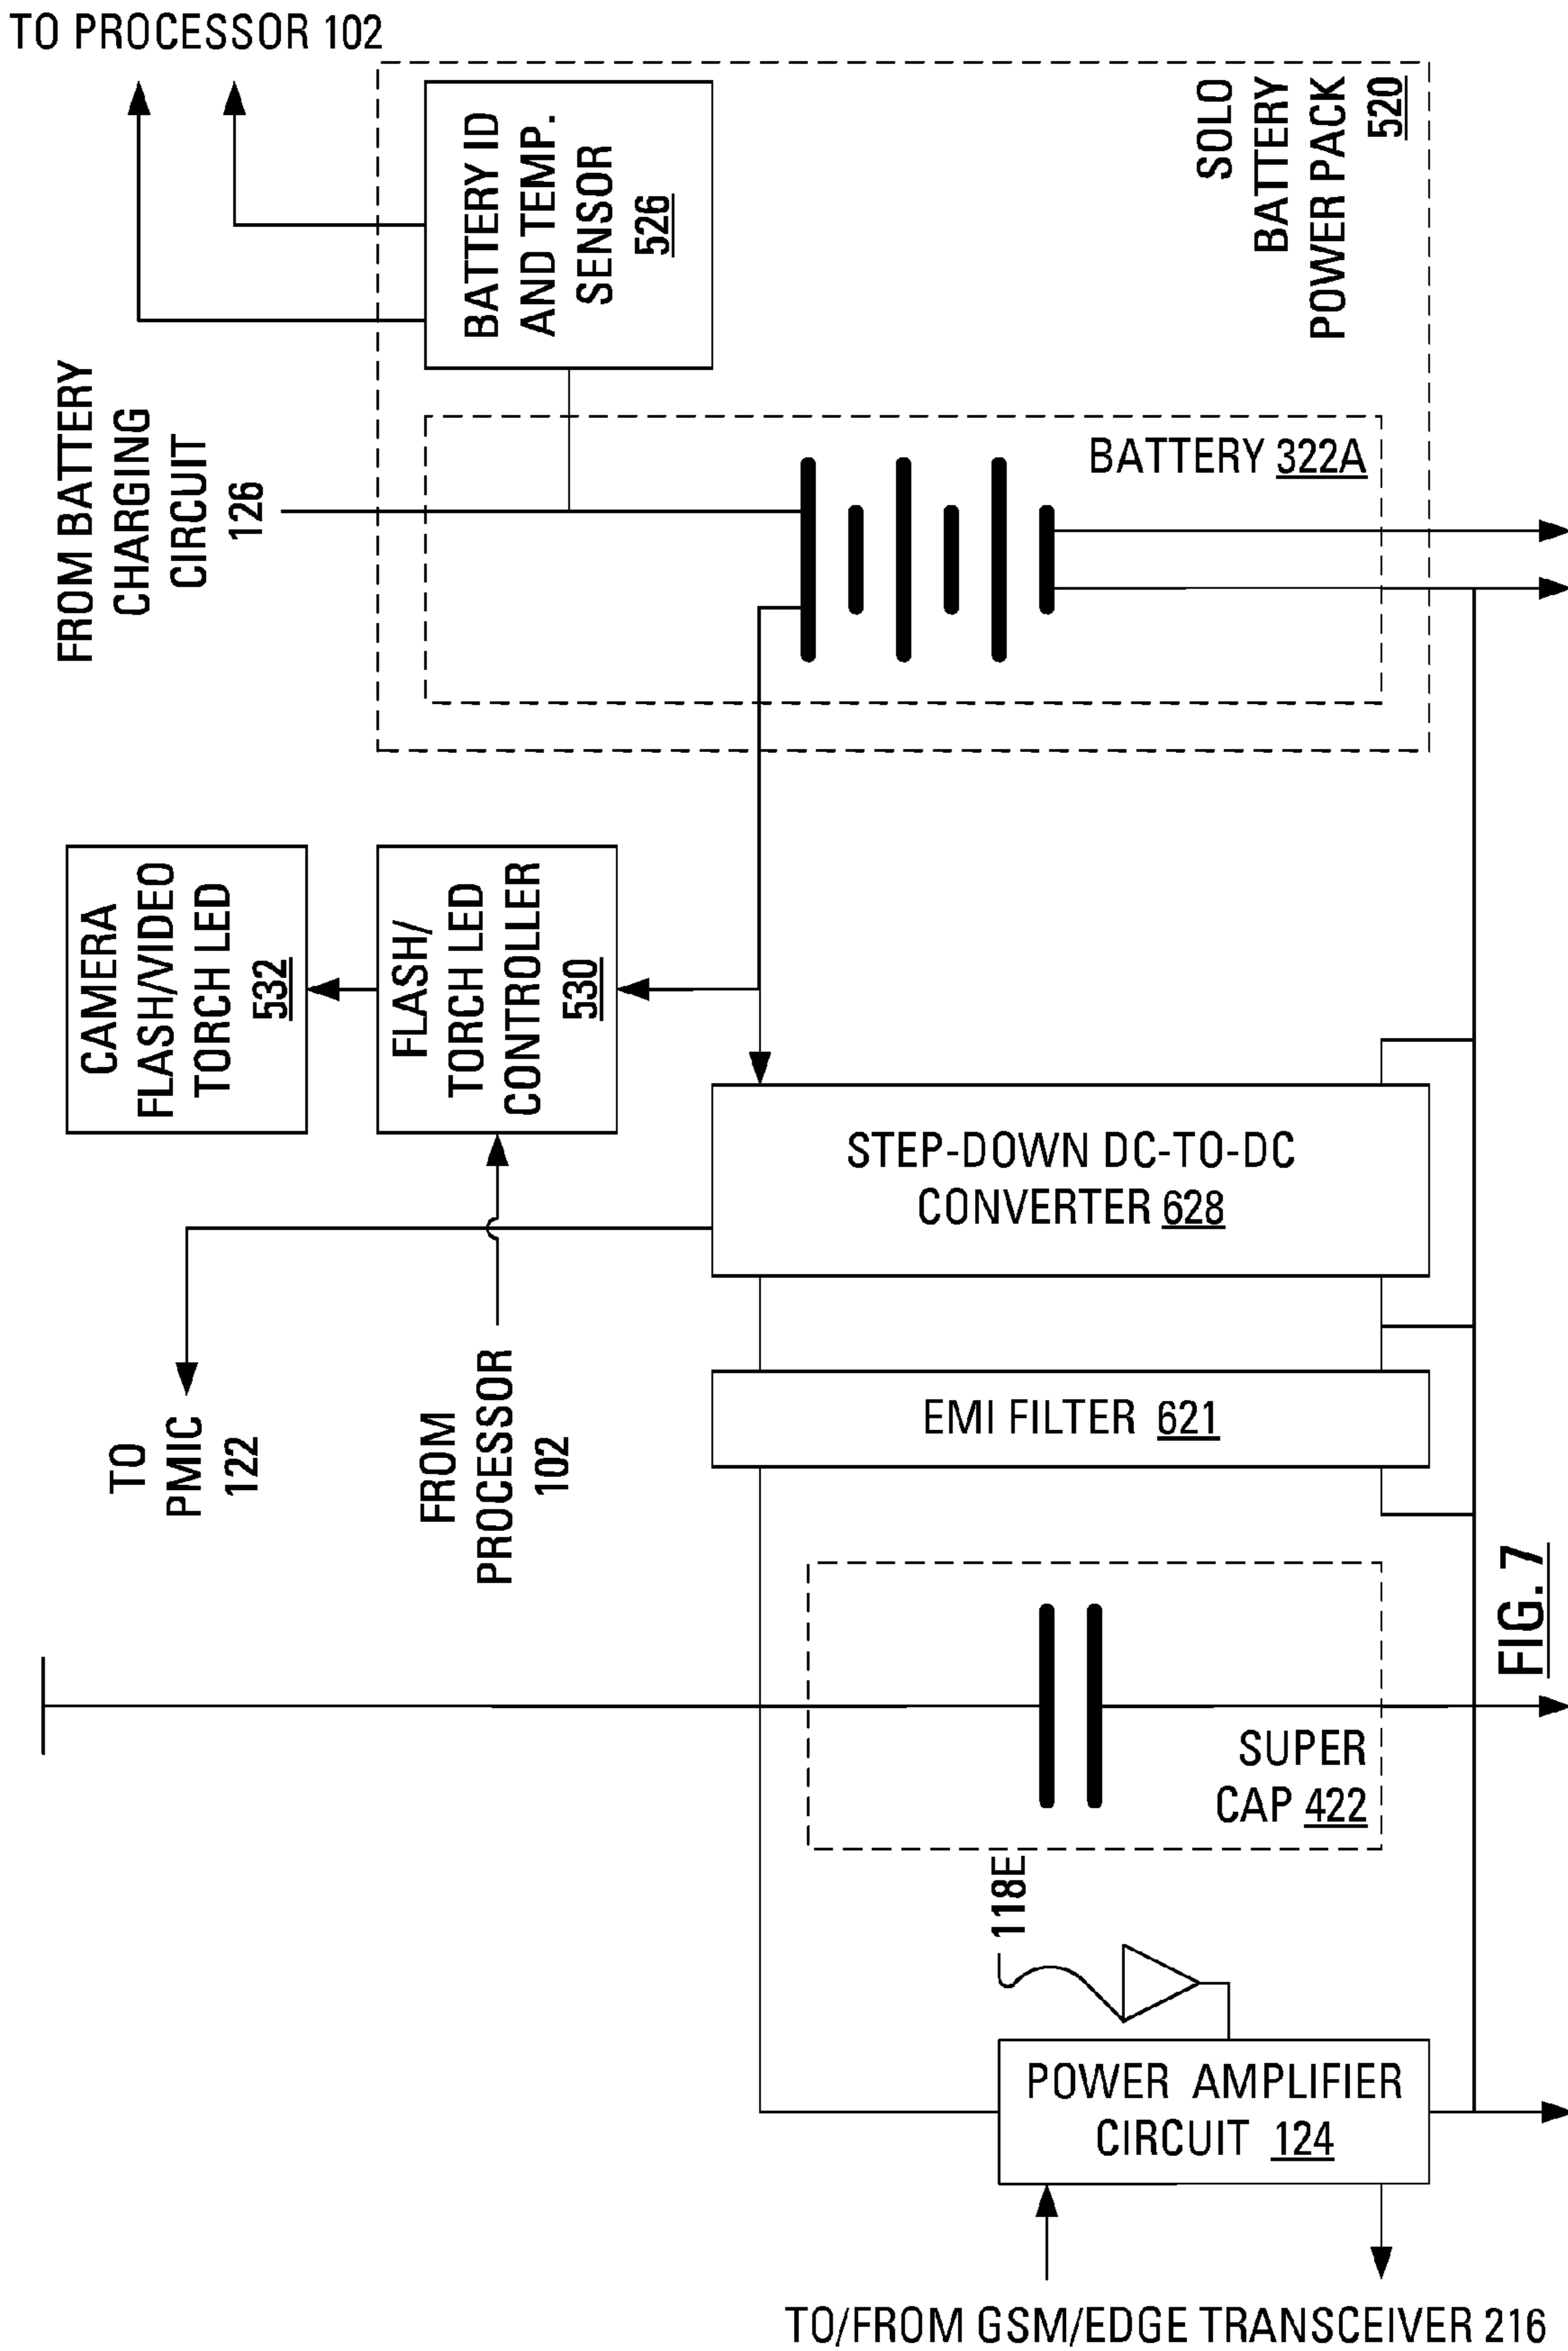 TO PROCESSOR 102
FROM BATTERY
CHARGING
CIRCUIT
126
BATTERY ID
AND TEMP.
SENSOR
526
SOLO
BATTERY
POWER PACK
520
BATTERY 322A
CAMERA
FLASH/VIDEO
TORCH LED
532
FLASH/
TORCH LED
CONTROLLER
530
STEP-DOWN DC-TO-DC
CONVERTER 628
TO
PMIC
122
FROM
PROCESSOR
102
EMI FILTER 621
SUPER
CAP 422
118E
POWER AMPLIFIER
CIRCUIT 124
TO/FROM GSM/EDGE TRANSCEIVER 216
FIG. 7